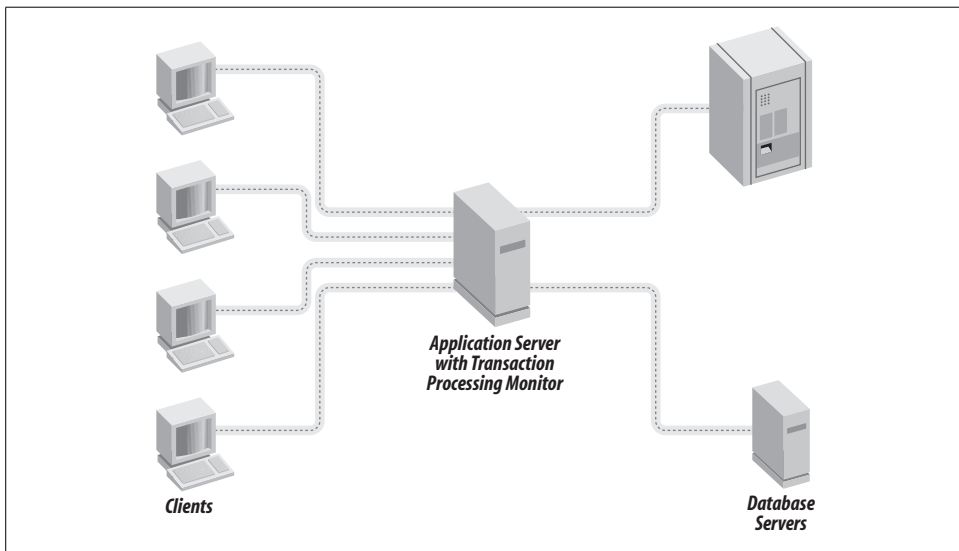 Application Server
with Transaction
Processing Monitor
Clients
Database
Servers